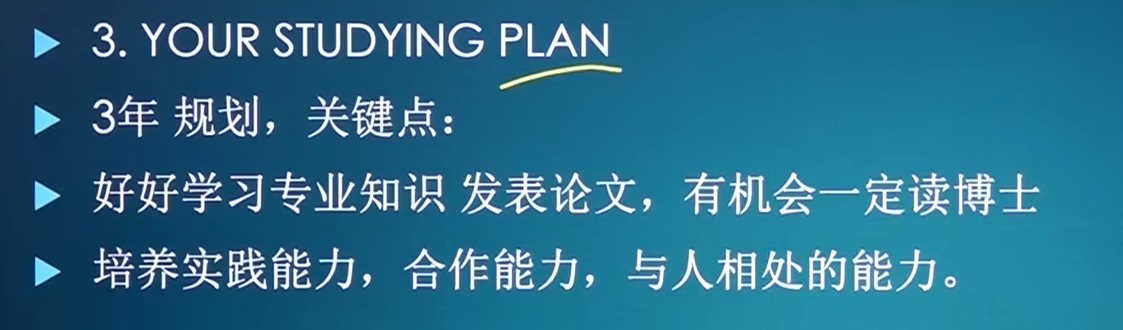 3. YOUR STUDYING PLAN
3年 规划，关键点：
好好学习专业知识 发表论文，有机会一定读博士
培养实践能力，合作能力，与人相处的能力。